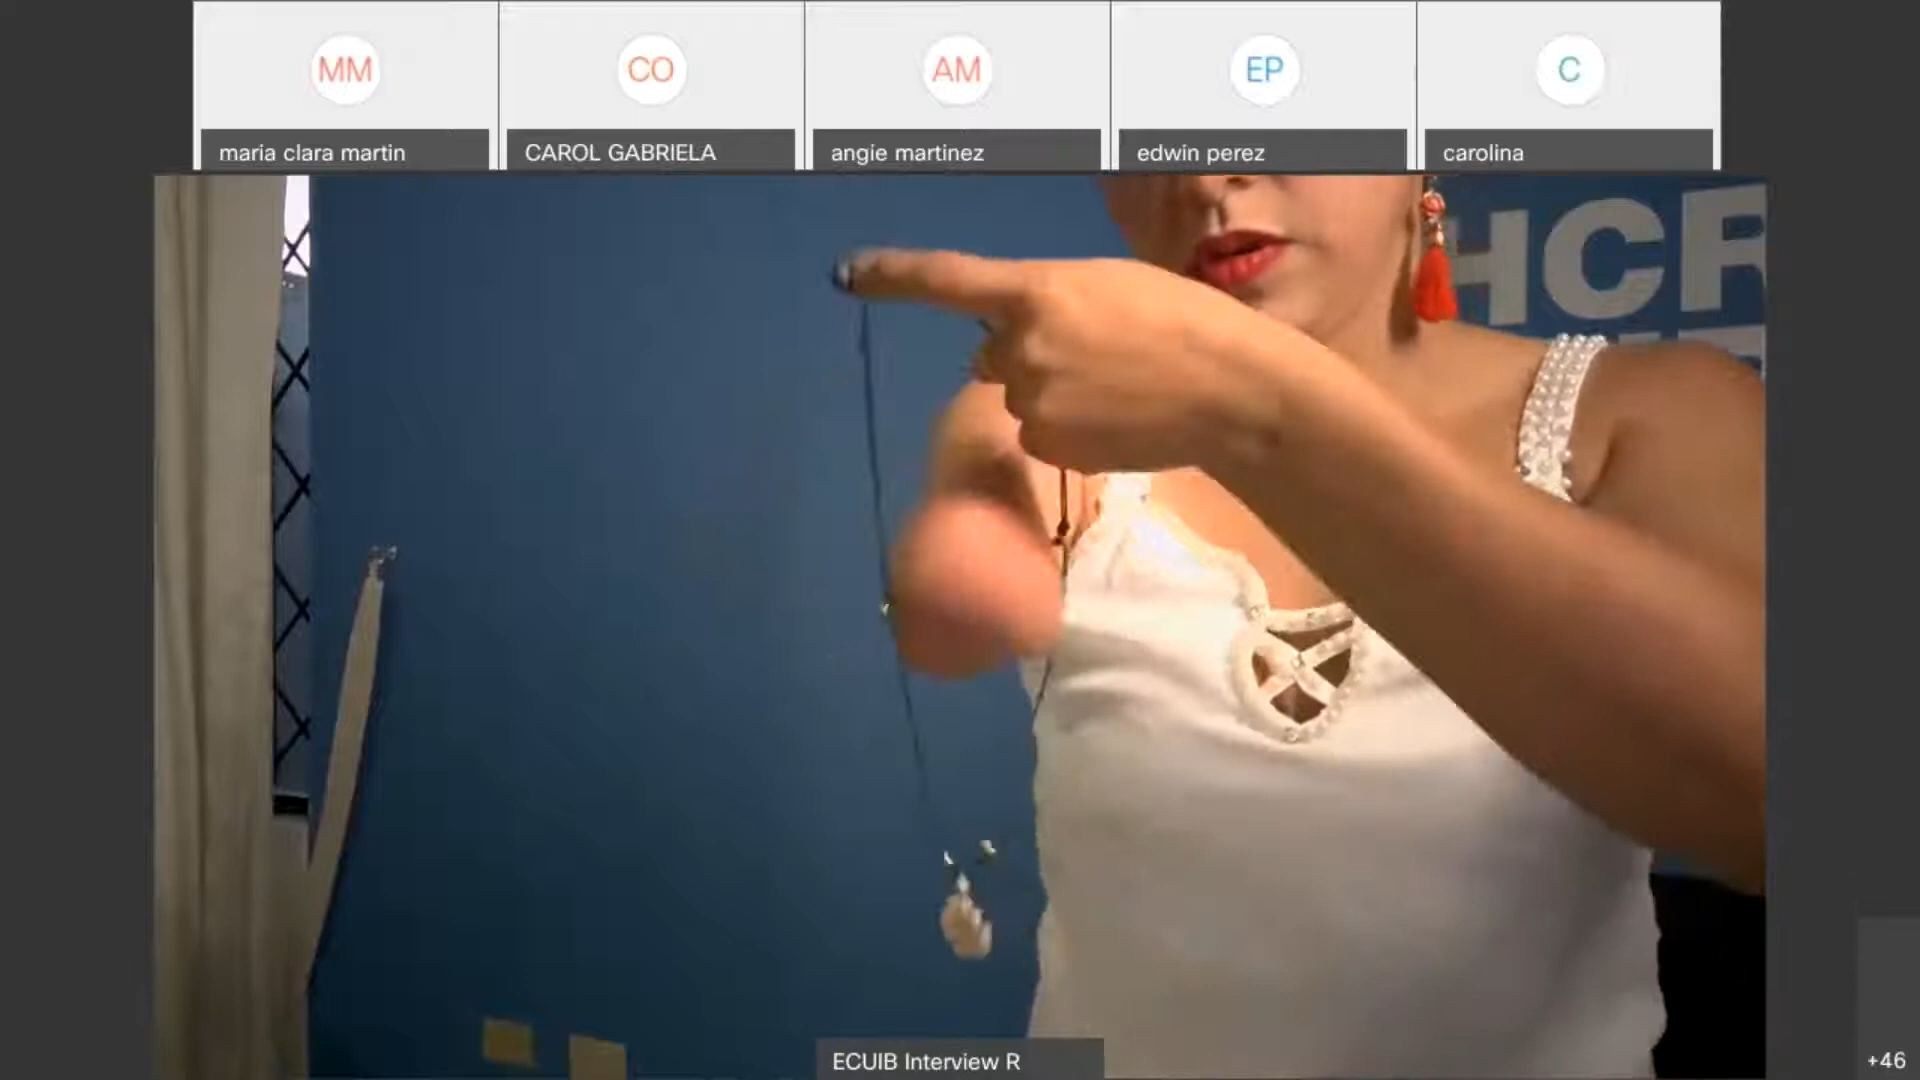 MM
CO
AM
EP
C
maria clara martin
CAROL GABRIELA
angie martinez
edwin perez
carolina
HCR
ECUIB Interview R
+46